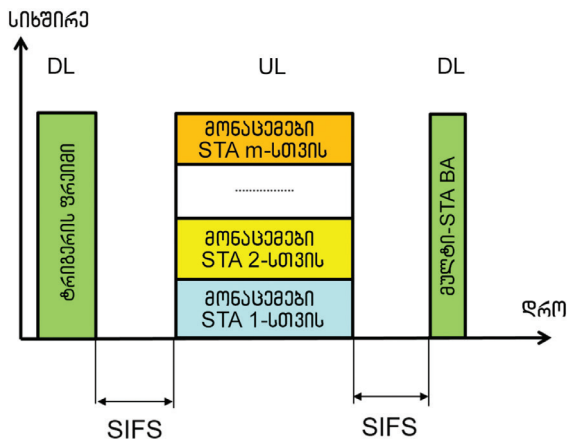 სიხშირე
DL
UL
DL
ტრიგერის ფრეიმი
მონაცემები
STA m-სთვის
................
მონაცემები
STA 2-სთვის
მონაცემები
STA 1-სთვის
მულტი-STA BA
დრო
SIFS
SIFS